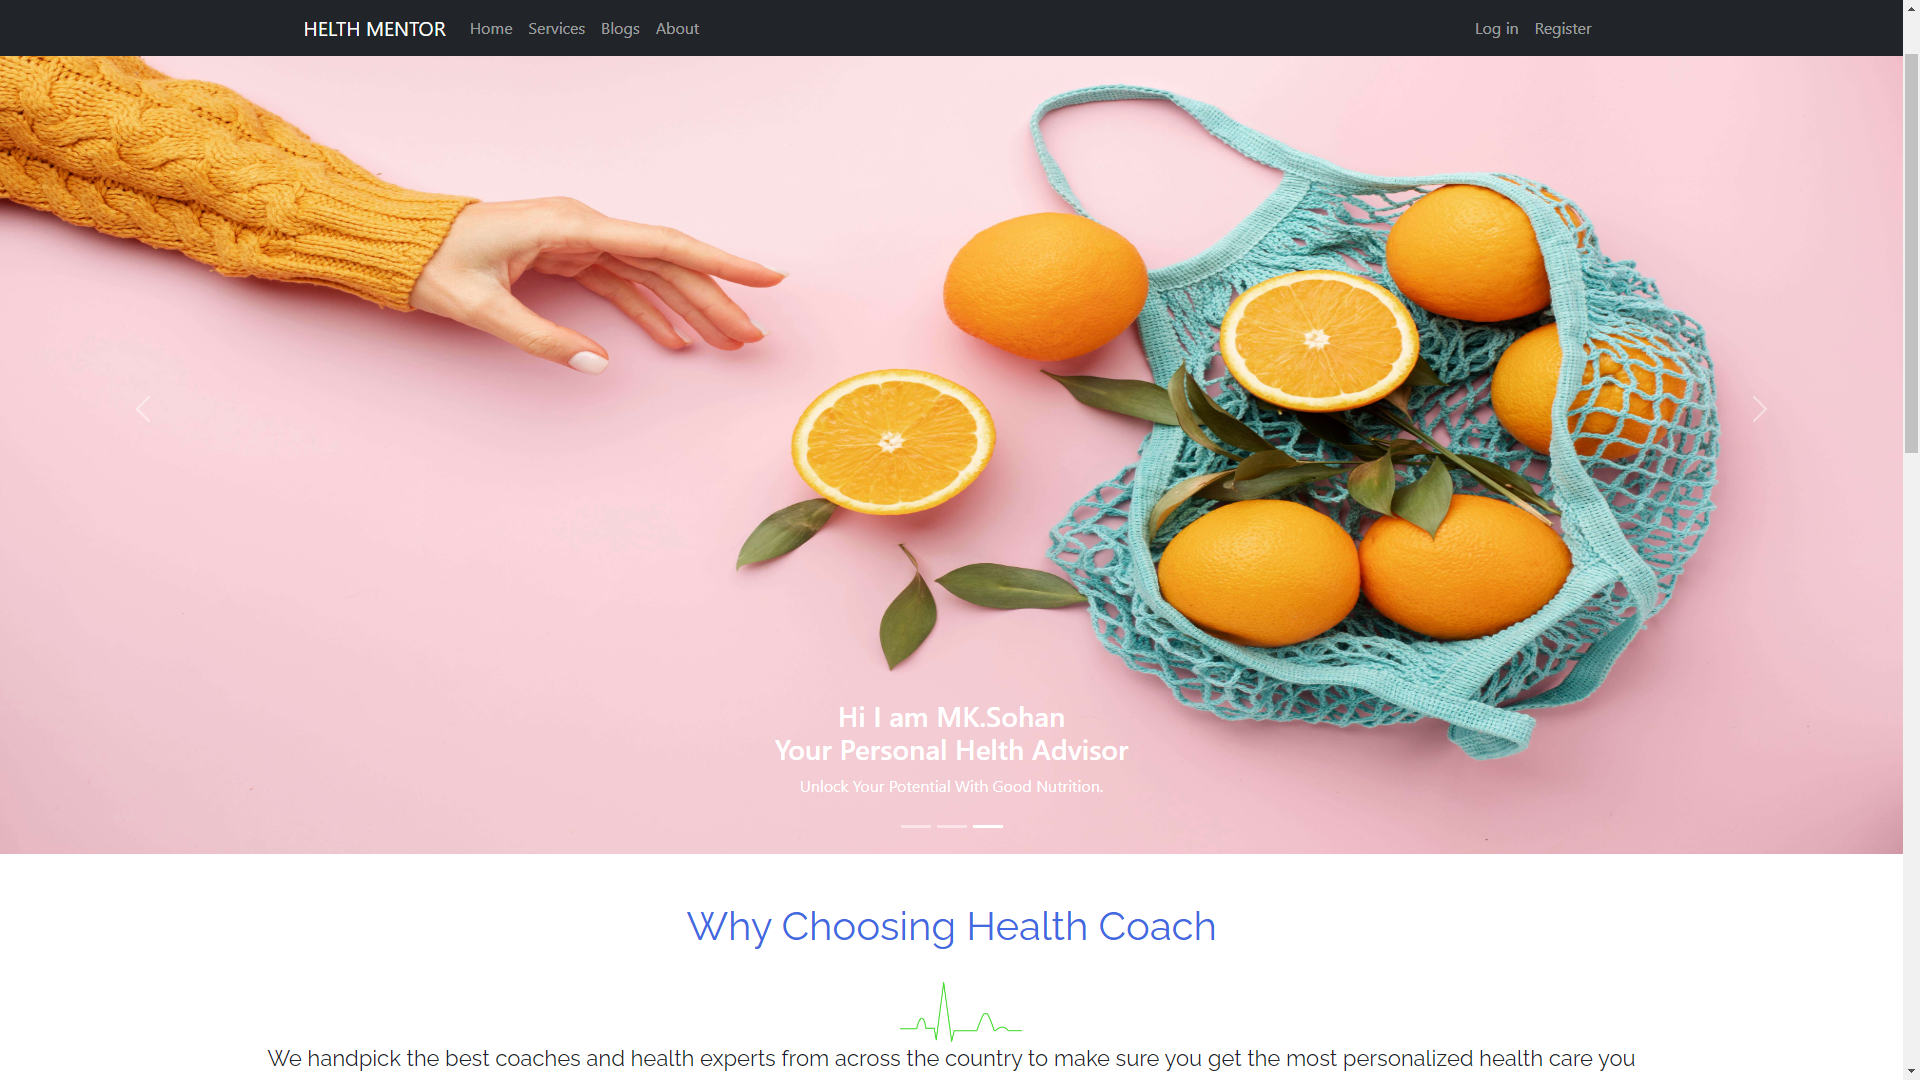 HELTH MENTOR Home Services Blogs About Log in Register
Hi I am MK.Sohan
Your Personal Helth Advisor
Unlock Your Potential With Good Nutrition.
Why Choosing Health Coach
We handpick the best coaches and health experts from across the country to make sure you get the most personalized health care you